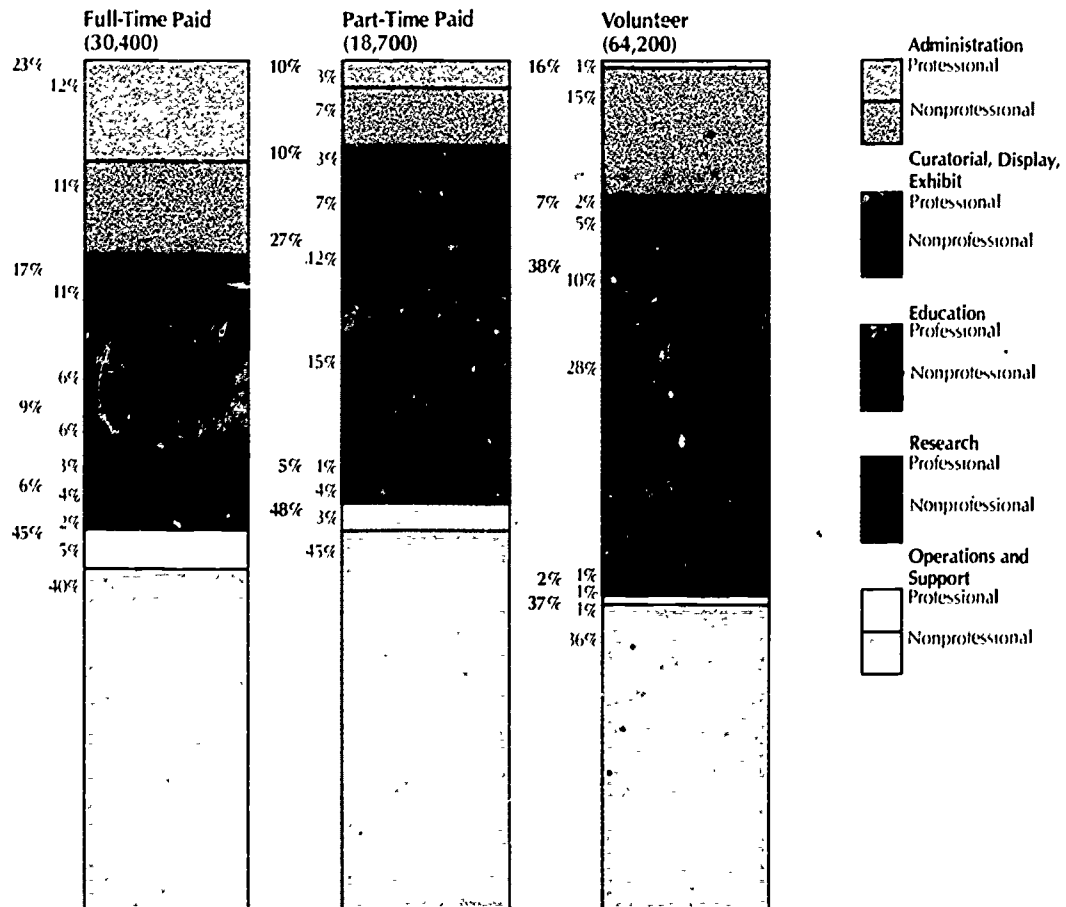 Full-Time Paid
(30,400)
23%
12%
11%
17%
11%
6%
9%
6%
3%
6%
4%
2%
45%
5%
40%
Part-Time Paid
(18,700)
10%
3%
7%
10%
3%
7%
27%
12%
15%
5%
1%
4%
48%
3%
45%
Volunteer
(64,200)
16%
1%
15%
7%
2%
5%
38%
10%
28%
2%
1%
1%
37%
1%
36%
Administration
Professional
Nonprofessional
Curatorial, Display,
Exhibit
Professional
Nonprofessional
Education
Professional
Nonprofessional
Research
Professional
Nonprofessional
Operations and
Support
Professional
Nonprofessional